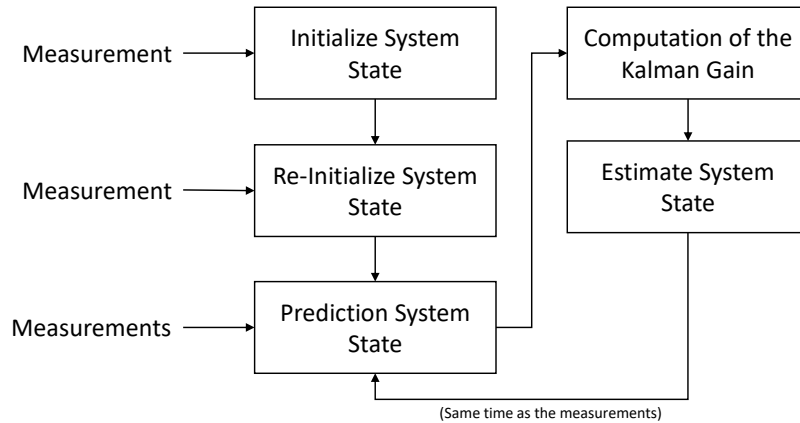 Measurement
Initialize System
State
Computation of the
Kalman Gain
Measurement
Re-Initialize System
State
Estimate System
State
Measurements
Prediction System
State
(Same time as the measurements)